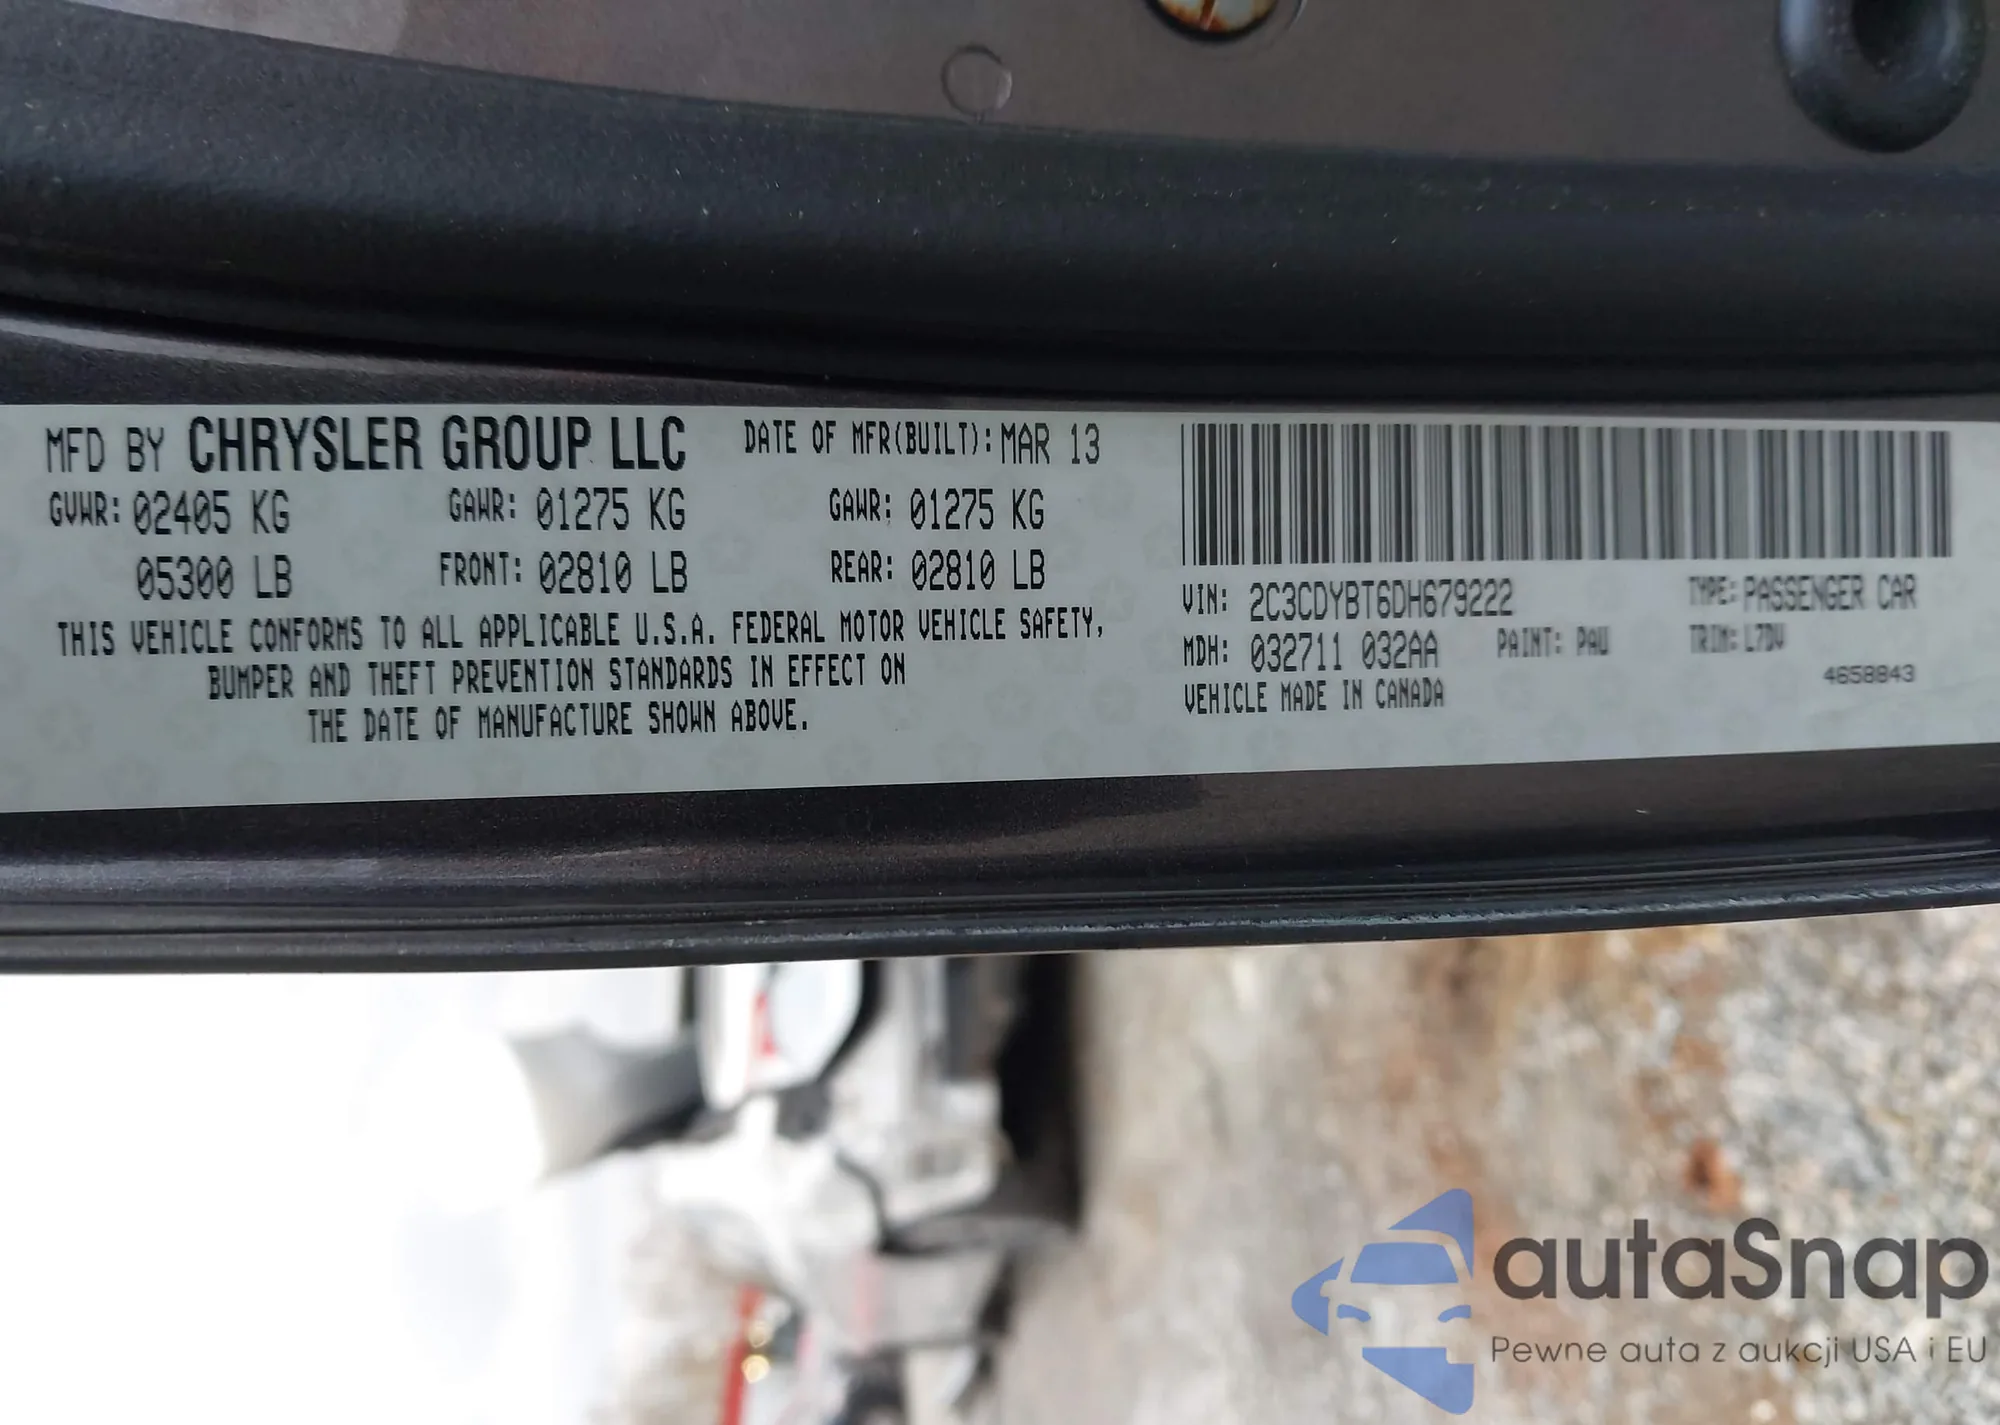 MFD BY CHRYSLER GROUP LLC DATE OF MFR(BUILT): MAR 13
GVWR: 02405 KG GAWR: 01275 KG GAWR: 01275 KG
05300 LB FRONT: 02810 LB REAR: 02810 LB
THIS VEHICLE CONFORMS TO ALL APPLICABLE U.S.A. FEDERAL MOTOR VEHICLE SAFETY,
BUMPER AND THEFT PREVENTION STANDARDS IN EFFECT ON
THE DATE OF MANUFACTURE SHOWN ABOVE.
VIN: 2C3CDYBT6DH679222 TYPE: PASSENGER CAR
MDH: 032711 032AA PAINT: PAU TRIM: L7DV
VEHICLE MADE IN CANADA 4658843
autaSnap
Pewne auta z aukcji USA i EU